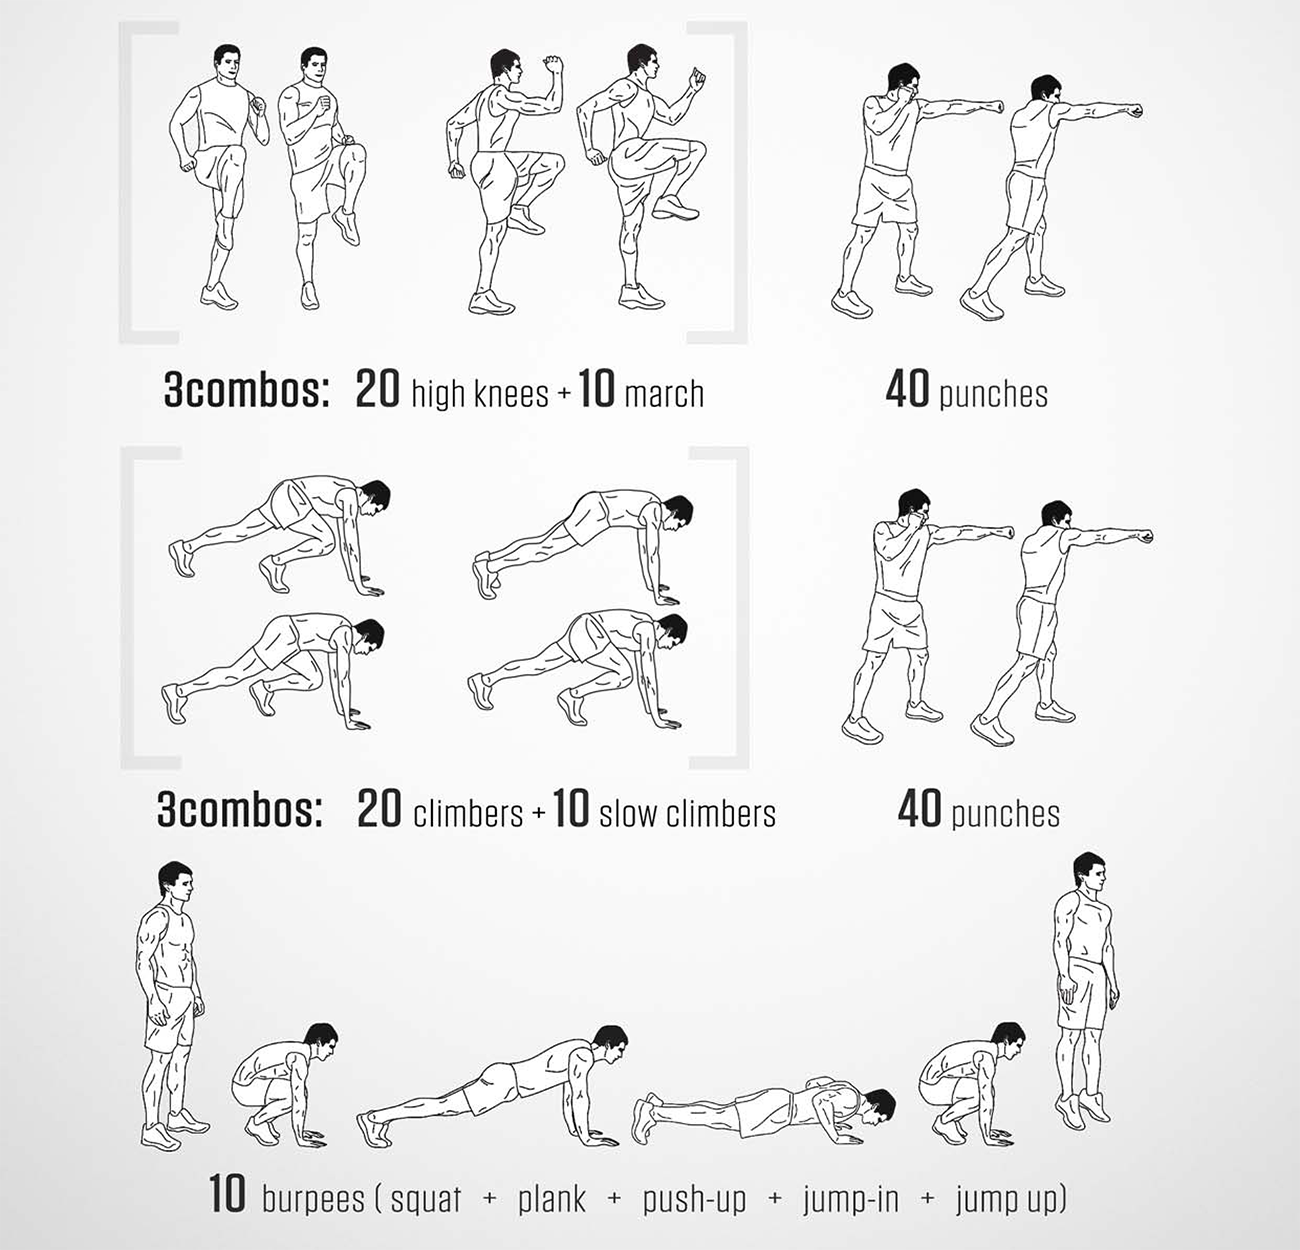 3combos: 20 high knees + 10 march
40 punches
3combos: 20 climbers + 10 slow climbers
40 punches
10 burpees ( squat + plank + push-up + jump-in + jump up)